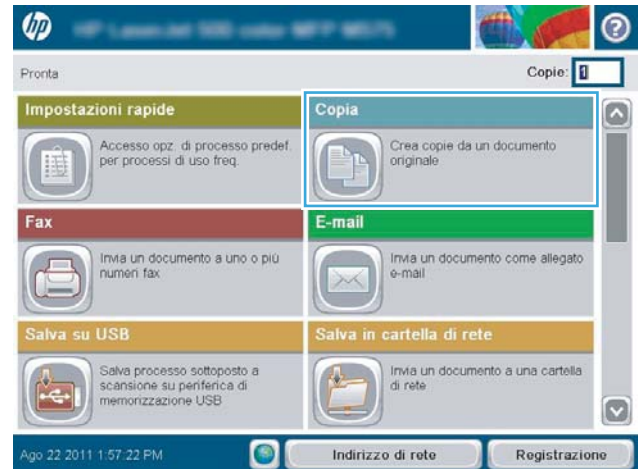 hp
?
Pronta
Copie: 1
Impostazioni rapide
Accesso opz. di processo predef.
per processi di uso freq.
Copia
Crea copie da un documento
originale
Fax
Invia un documento a uno o più
numeri fax
E-mail
Invia un documento come allegato
e-mail
Salva su USB
Salva processo sottoposto a
scansione su periferica di
memorizzazione USB
Salva in cartella di rete
Invia un documento a una cartella
di rete
Ago 22 2011 1:57:22 PM
Indirizzo di rete
Registrazione